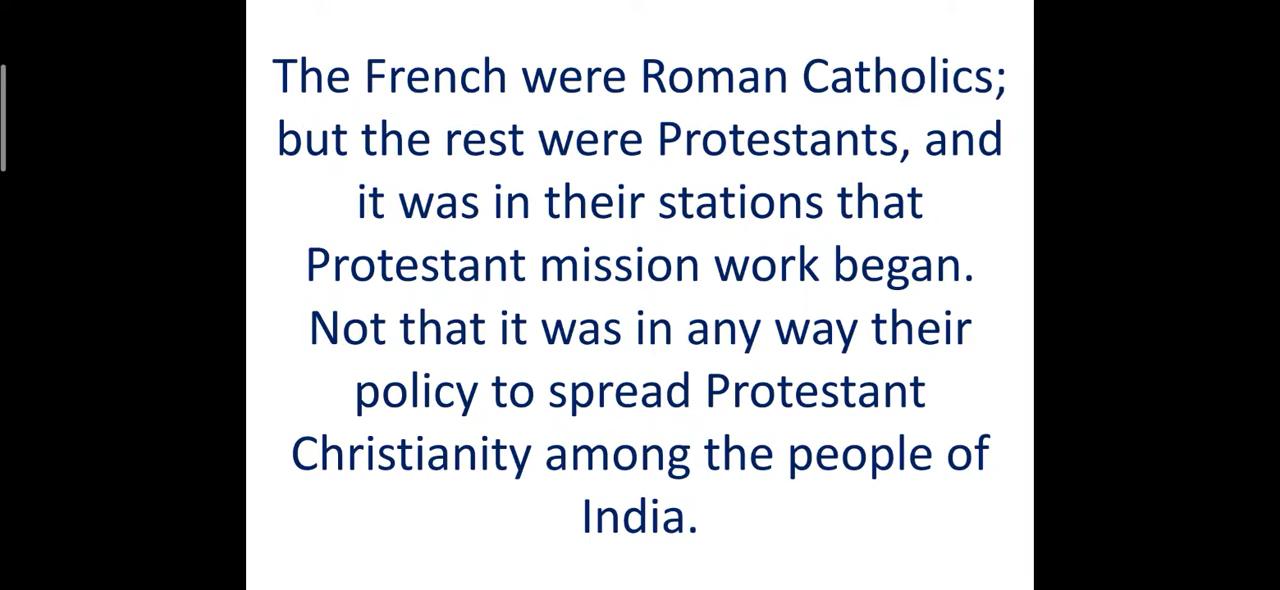 The French were Roman Catholics;
but the rest were Protestants, and
it was in their stations that
Protestant mission work began.
Not that it was in any way their
policy to spread Protestant
Christianity among the people of
India.